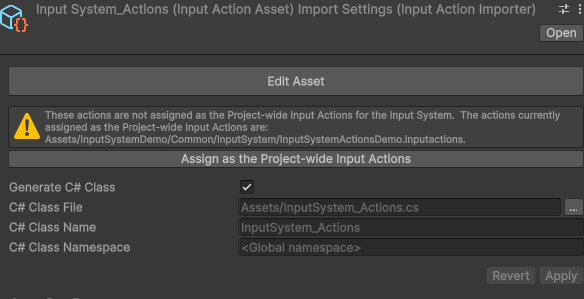 Input System_Actions (Input Action Asset) Import Settings (Input Action Importer)
Open
Edit Asset
These actions are not assigned as the Project-wide Input Actions for the Input System. The actions currently
assigned as the Project-wide Input Actions are:
Assets/InputSystemDemo/Common/InputSystem/InputSystemActionsDemo.inputactions.
Assign as the Project-wide Input Actions
Generate C# Class
C# Class File Assets/InputSystem_Actions.cs ...
C# Class Name InputSystem_Actions
C# Class Namespace <Global namespace>
Revert Apply